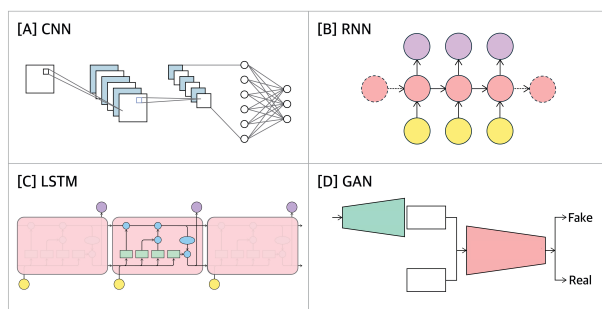 [A] CNN
[B] RNN
[C] LSTM
[D] GAN
Fake
Real